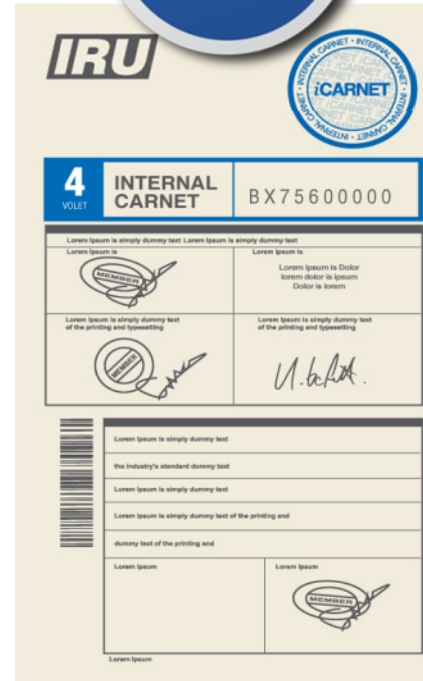 IRU
INTERNAL CARNET · INTERNAL CARNET · INTERNAL CARNET
iCARNET
4
VOLET
INTERNAL
CARNET
BX75600000
Lorem Ipsum is simply dummy text Lorem Ipsum is simply dummy text
Lorem Ipsum is
MEMBER
Lorem Ipsum is
Lorem Ipsum is Dolor
lorem dolor is ipsum
Dolor is lorem
Lorem Ipsum is simply dummy text
of the printing and typesetting
MEMBER
Lorem Ipsum is simply dummy text
of the printing and typesetting
Lorem Ipsum is simply dummy text
the industry's standard dummy text
Lorem Ipsum is simply dummy text
Lorem Ipsum is simply dummy text of the printing and
dummy text of the printing and
Lorem Ipsum
Lorem Ipsum
MEMBER
Lorem Ipsum